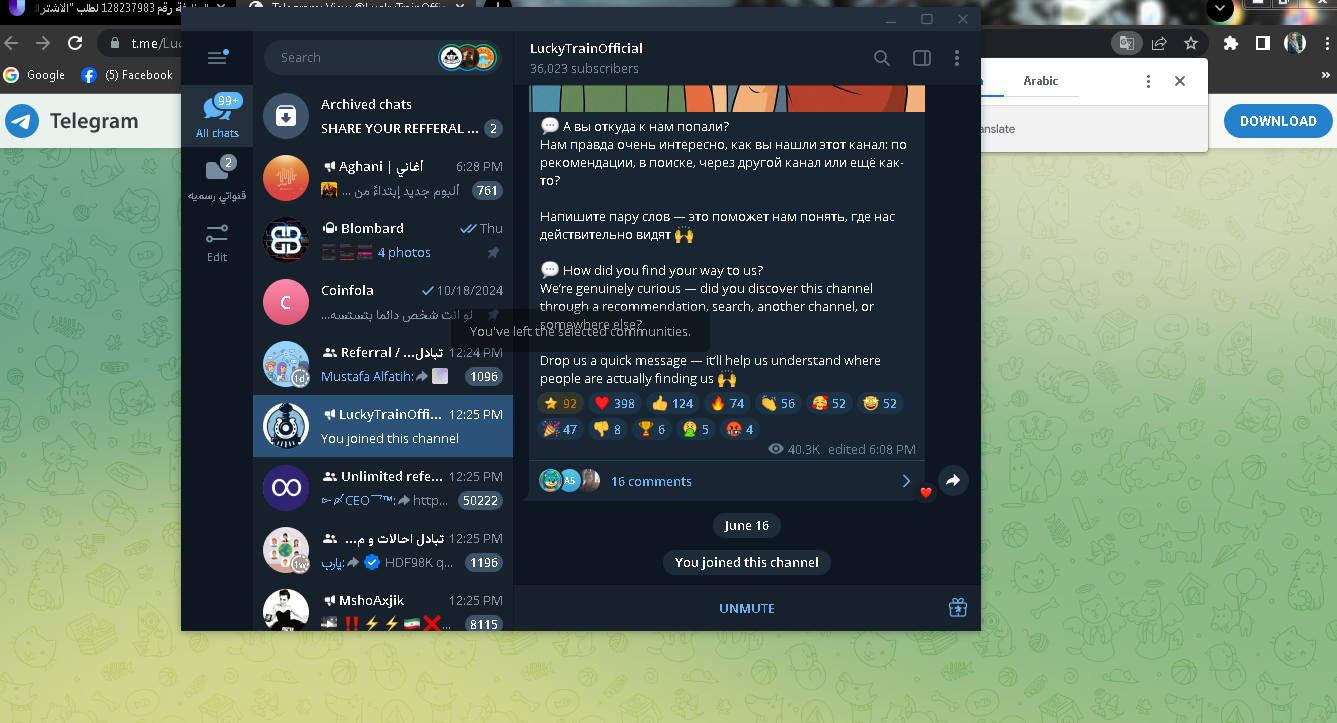 الموافقة رقم 128237983 لطلب "الاشترا
Telegram: View @LuckyTrainOffic
t.me/Luc
Google
(5) Facebook
Arabic
anslate
Telegram
DOWNLOAD
Search
99+
All chats
2
قنواتي رسميه
Edit
Archived chats
SHARE YOUR REFFERAL ... 2
Aghani | أغاني 6:28 PM
ألبوم جديد إبتداءً من ... 761
Blombard Thu
4 photos
C
Coinfola 10/18/2024
لو انت شخص دائما بتستسه...
Referral / ...تبادل 12:24 PM
1d
Mustafa Alfatih: 1096
LuckyTrainOffi... 12:25 PM
You joined this channel
Unlimited refe... 12:25 PM
CEO: http... 50222
تبادل احالات و م... 12:25 PM
1w
يارب: HDF98K q... 1196
MshoAxjik 12:25 PM
8115
LuckyTrainOfficial
36,023 subscribers
💬 А вы откуда к нам попали?
Нам правда очень интересно, как вы нашли этот канал: по
рекомендации, в поиске, через другой канал или ещё как-
то?
Напишите пару слов — это поможет нам понять, где нас
действительно видят 🙌
💬 How did you find your way to us?
We're genuinely curious — did you discover this channel
through a recommendation, search, another channel, or
somewhere else?
You've left the selected communities.
Drop us a quick message — it'll help us understand where
people are actually finding us 🙌
⭐ 92 ❤️ 398 👍 124 🔥 74 👏 56 🥰 52 🤩 52
🎉 47 👎 8 🏆 6 🤮 5 🤬 4
40.3K edited 6:08 PM
AS
16 comments
June 16
You joined this channel
UNMUTE